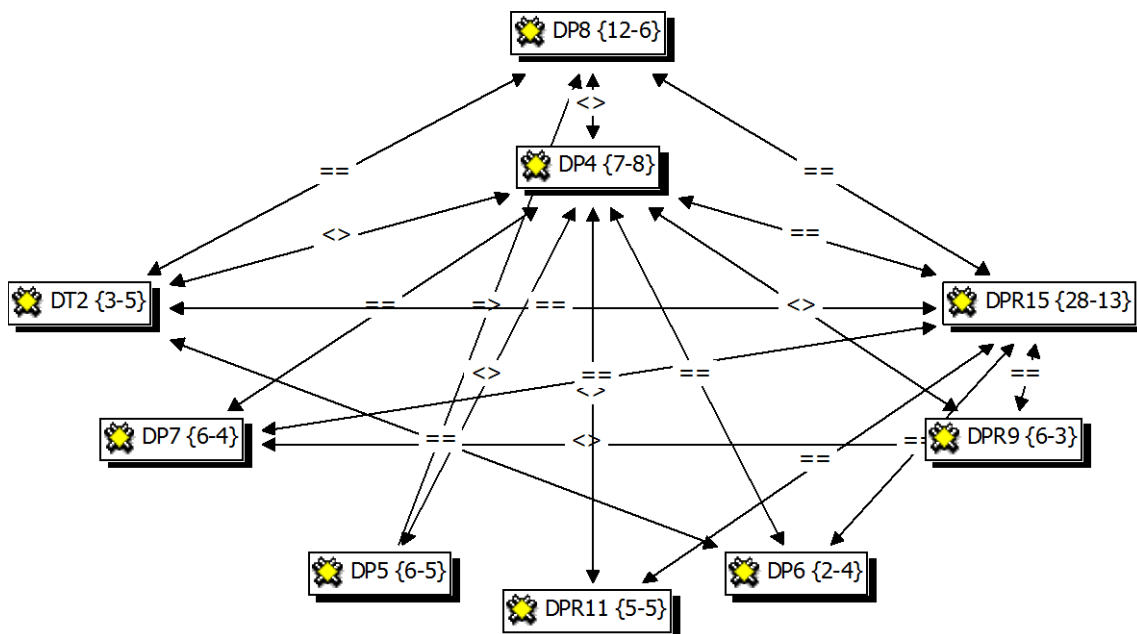 DP8 {12-6}
<>
DP4 {7-8}
==
==
<>
==
DT2 {3-5}
==
=>
==
<>
DPR15 {28-13}
<>
==
<>
==
==
DP7 {6-4}
==
<>
==
==
DPR9 {6-3}
DP5 {6-5}
DP6 {2-4}
DPR11 {5-5}